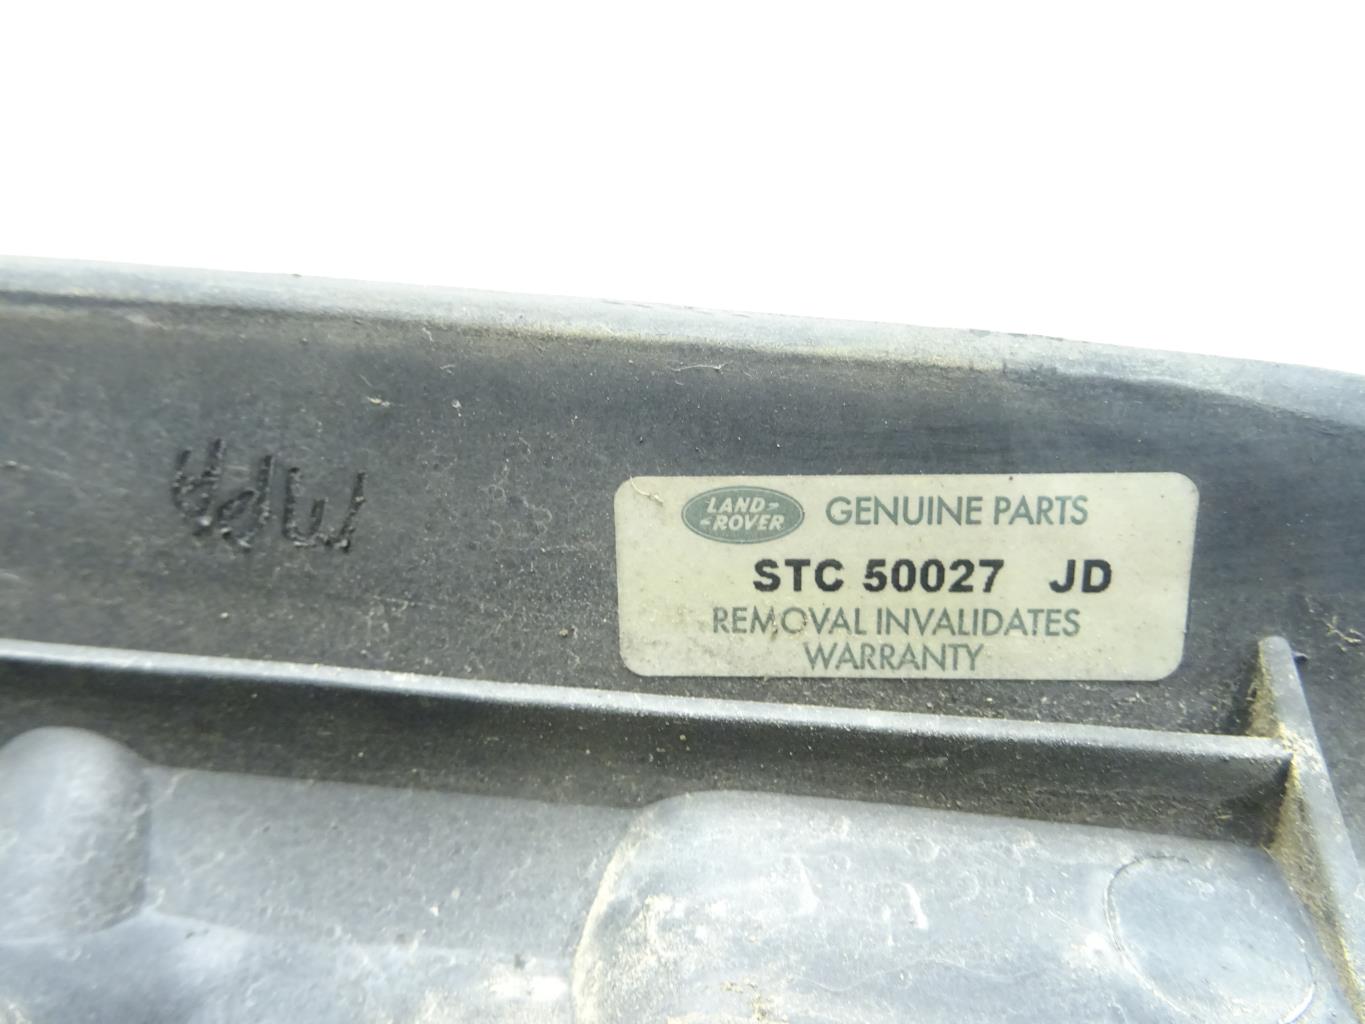 LAND-
-ROVER
GENUINE PARTS
STC 50027 JD
REMOVAL INVALIDATES
WARRANTY